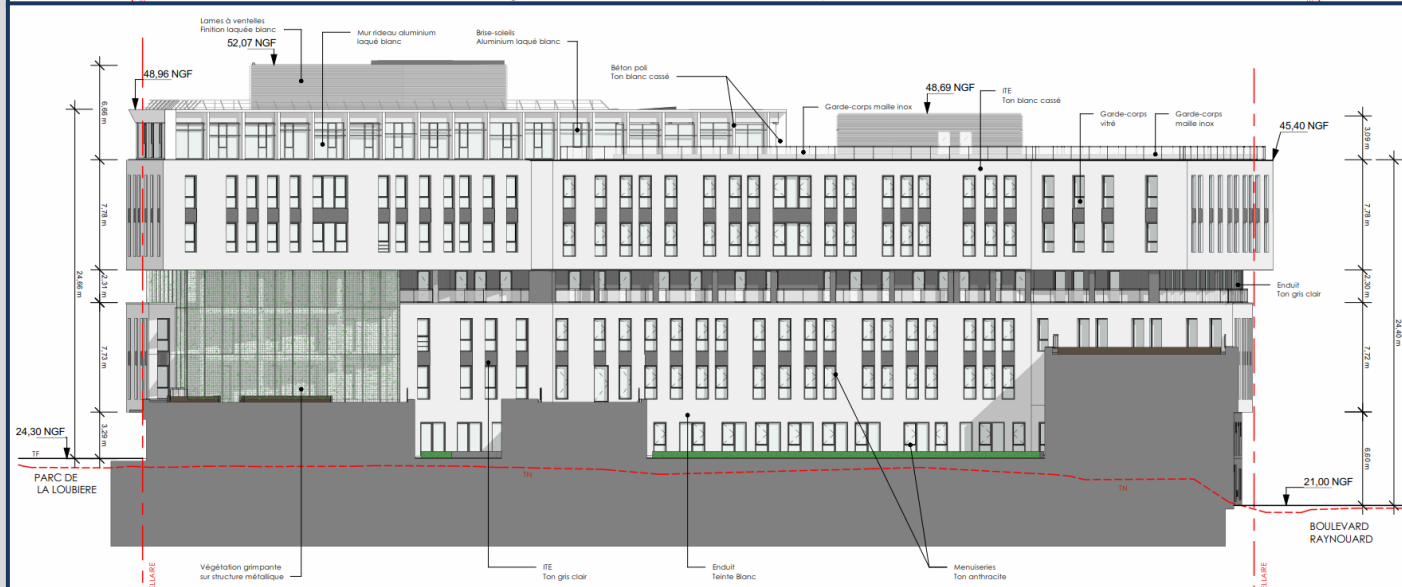 Lames à ventelles
Finition laquée blanc
52,07 NGF
Mur rideau aluminium
laqué blanc
Brise-soleils
Aluminium laqué blanc
Béton poli
Ton blanc cassé
48,96 NGF
48,69 NGF
ITE
Ton blanc cassé
Garde-corps maille inox
Garde-corps
vitré
Garde-corps
maille inox
45,40 NGF
6,66 m
7,78 m
2,31 m
24,66 m
7,73 m
3,29 m
3,09 m
7,78 m
2,30 m
24,40 m
7,72 m
6,60 m
Enduit
Ton gris clair
24,30 NGF
TF
PARC DE
LA LOUBIERE
TN
TN
TN
21,00 NGF
BOULEVARD
RAYNOUARD
Végétation grimpante
sur structure métallique
ITE
Ton gris clair
Enduit
Teinte Blanc
Menuiseries
Ton anthracite
ELLAIRE
ELLAIRE